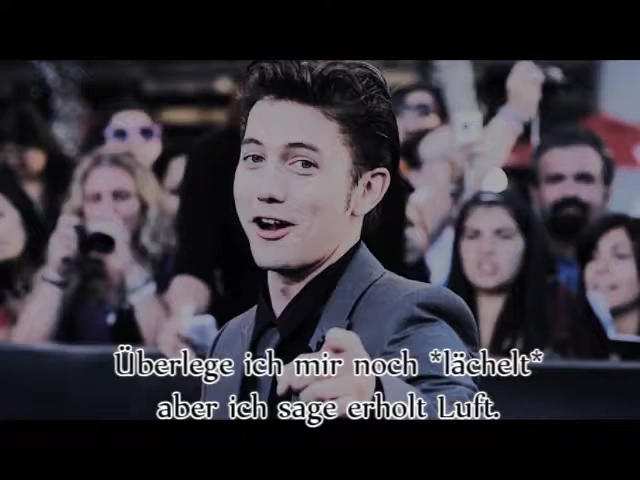 Überlege ich mir noch *lächelt*
aber ich sage erholt Luft.